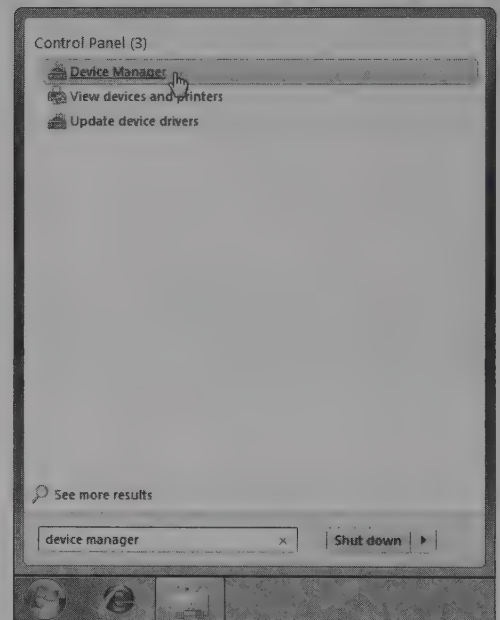 Control Panel (3)
Device Manager
View devices and printers
Update device drivers
See more results
device manager
Shut down